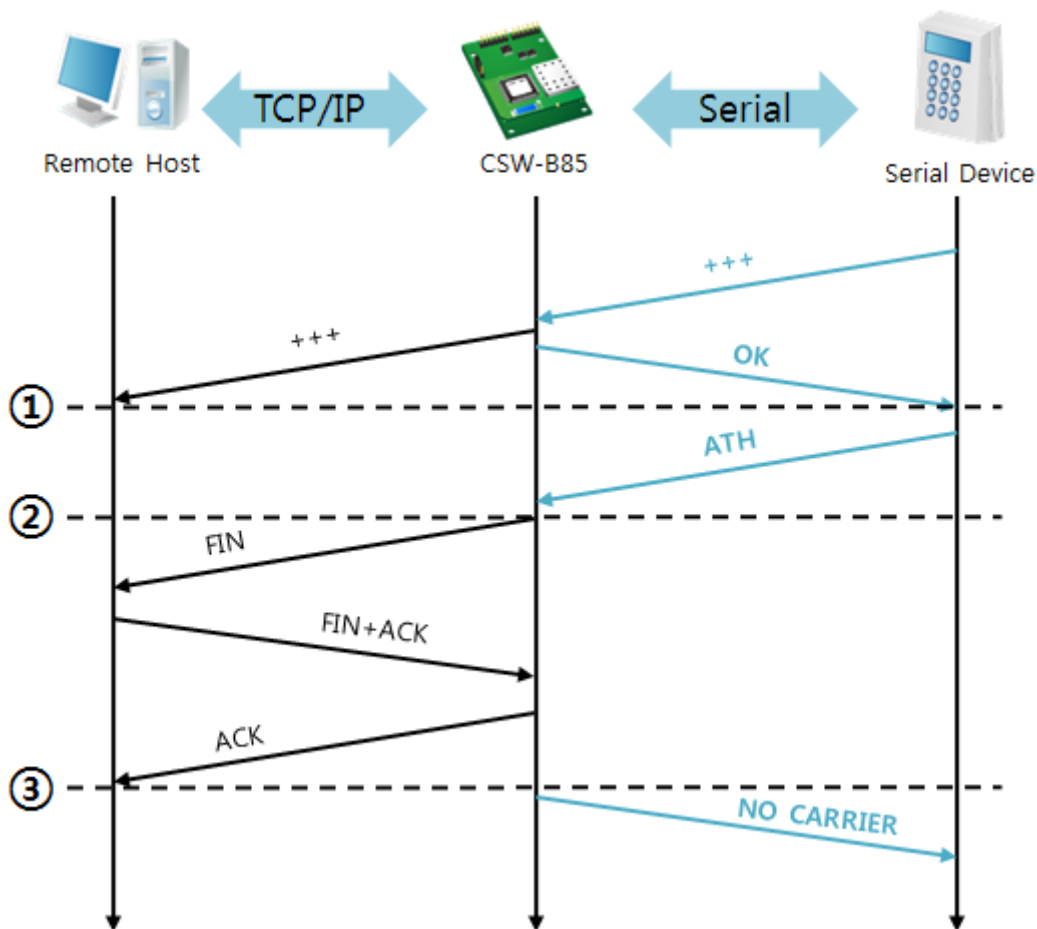 TCP/IP
Serial
Remote Host
CSW-B85
Serial Device
+++
+++
OK
①
ATH
②
FIN
FIN+ACK
ACK
③
NO CARRIER